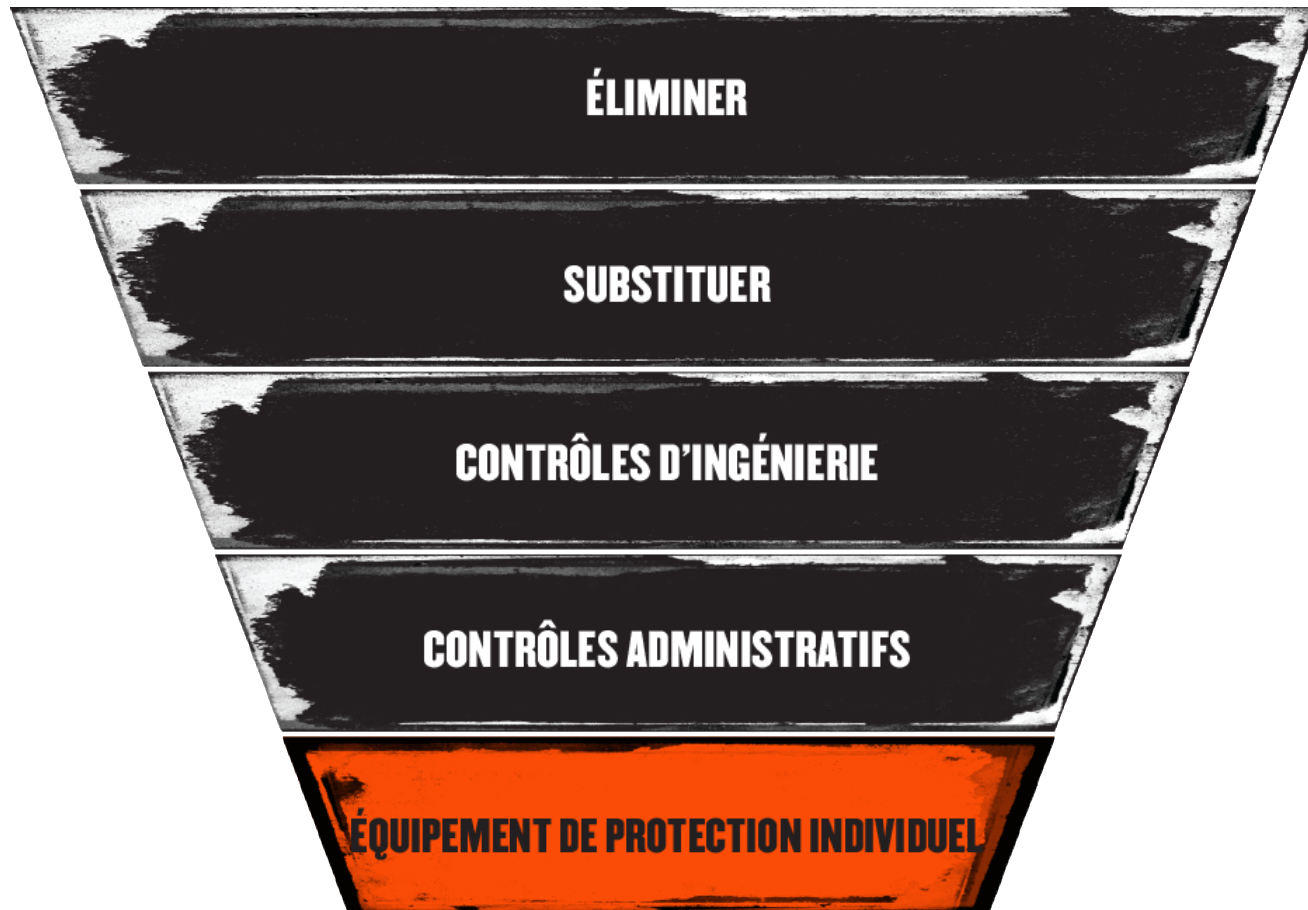 ÉLIMINER
SUBSTITUER
CONTRÔLES D’INGÉNIERIE
CONTRÔLES ADMINISTRATIFS
ÉQUIPEMENT DE PROTECTION INDIVIDUEL